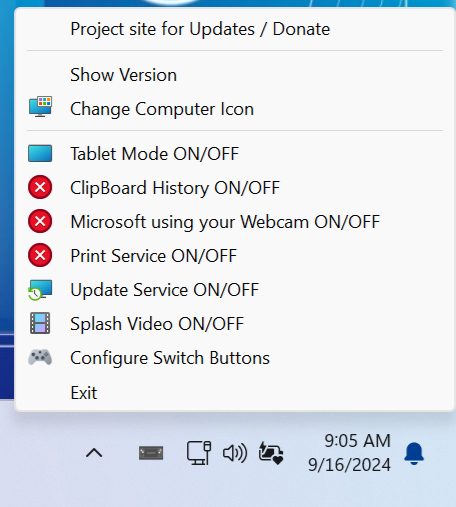 Project site for Updates / Donate
Show Version
Change Computer Icon
Tablet Mode ON/OFF
ClipBoard History ON/OFF
Microsoft using your Webcam ON/OFF
Print Service ON/OFF
Update Service ON/OFF
Splash Video ON/OFF
Configure Switch Buttons
Exit
9:05 AM
9/16/2024